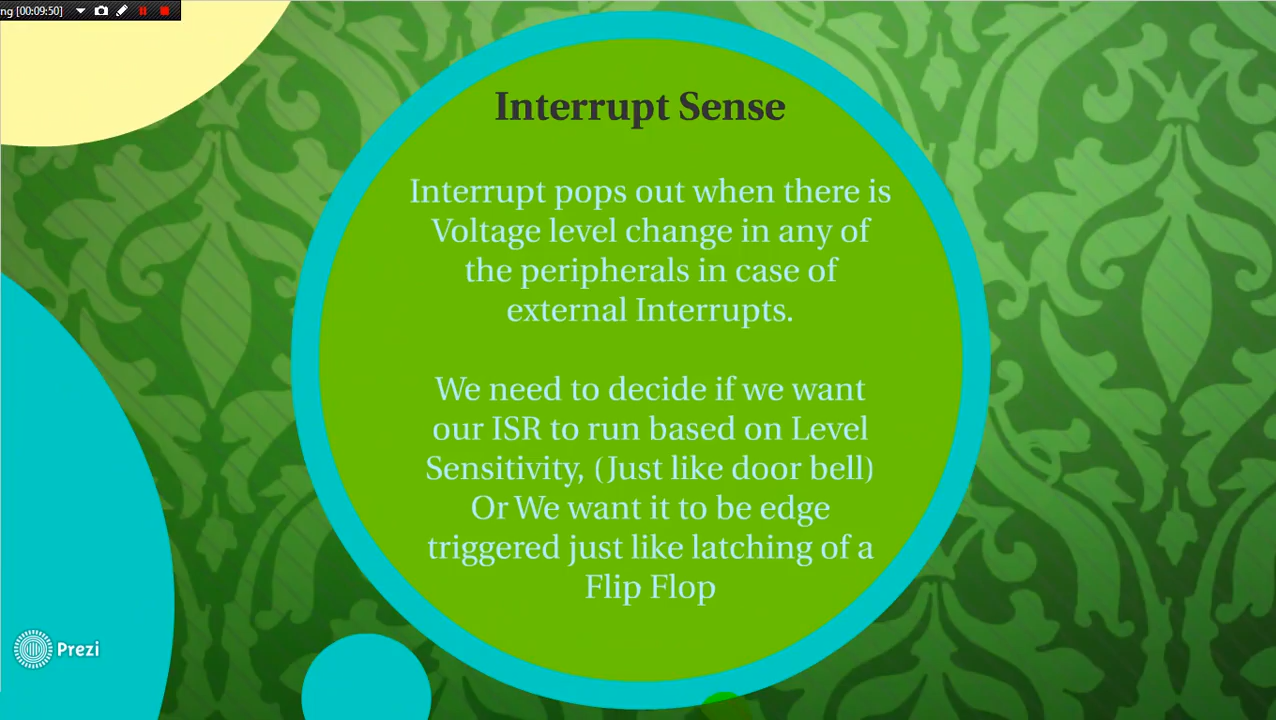 ng [00:09:50]
Interrupt Sense
Interrupt pops out when there is
Voltage level change in any of
the peripherals in case of
external Interrupts.
We need to decide if we want
our ISR to run based on Level
Sensitivity, (Just like door bell)
Or We want it to be edge
triggered just like latching of a
Flip Flop
Prezi